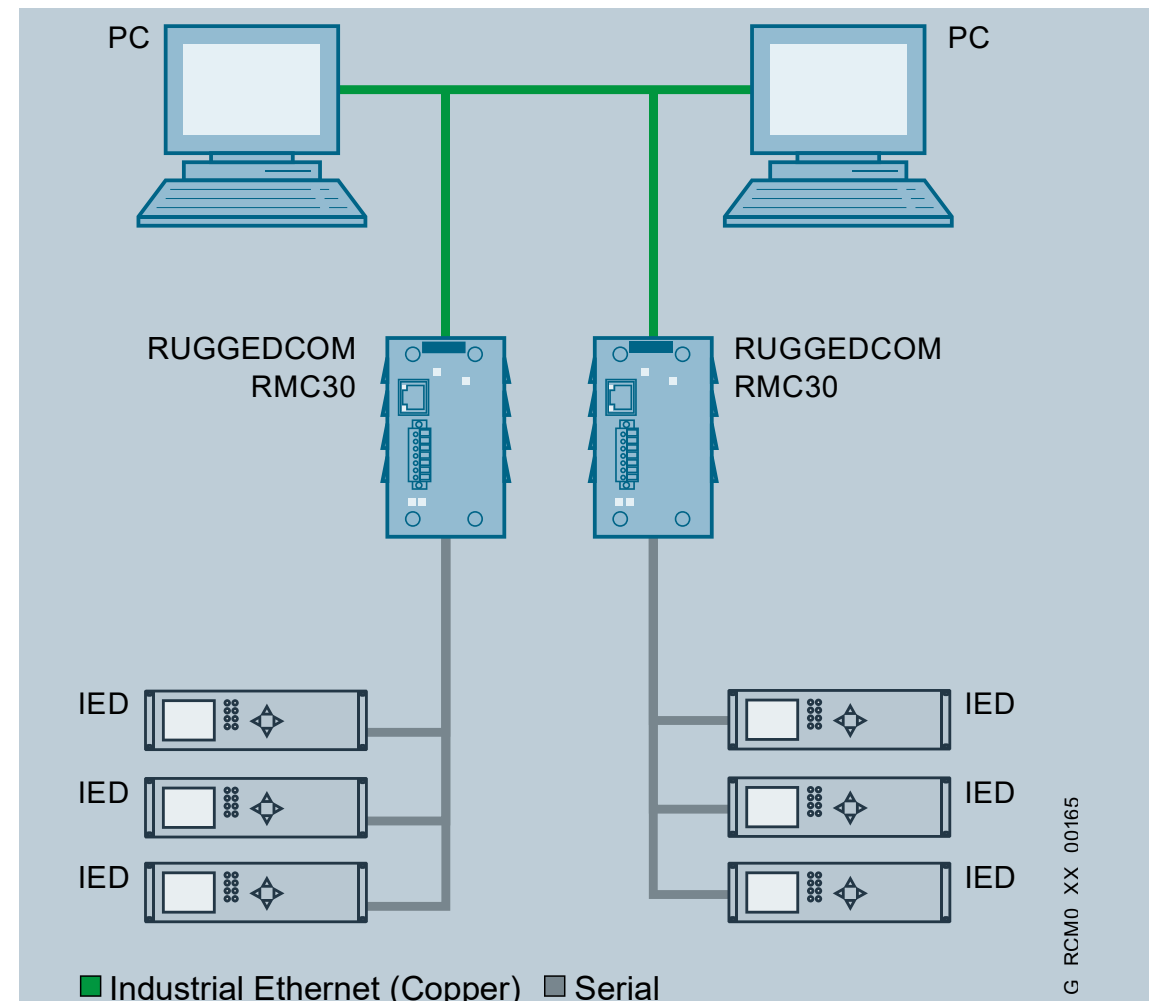 PC
PC
RUGGEDCOM
RMC30
RUGGEDCOM
RMC30
IED
IED
IED
IED
IED
IED
G RCM0 XX 00165
Industrial Ethernet (Copper)
Serial